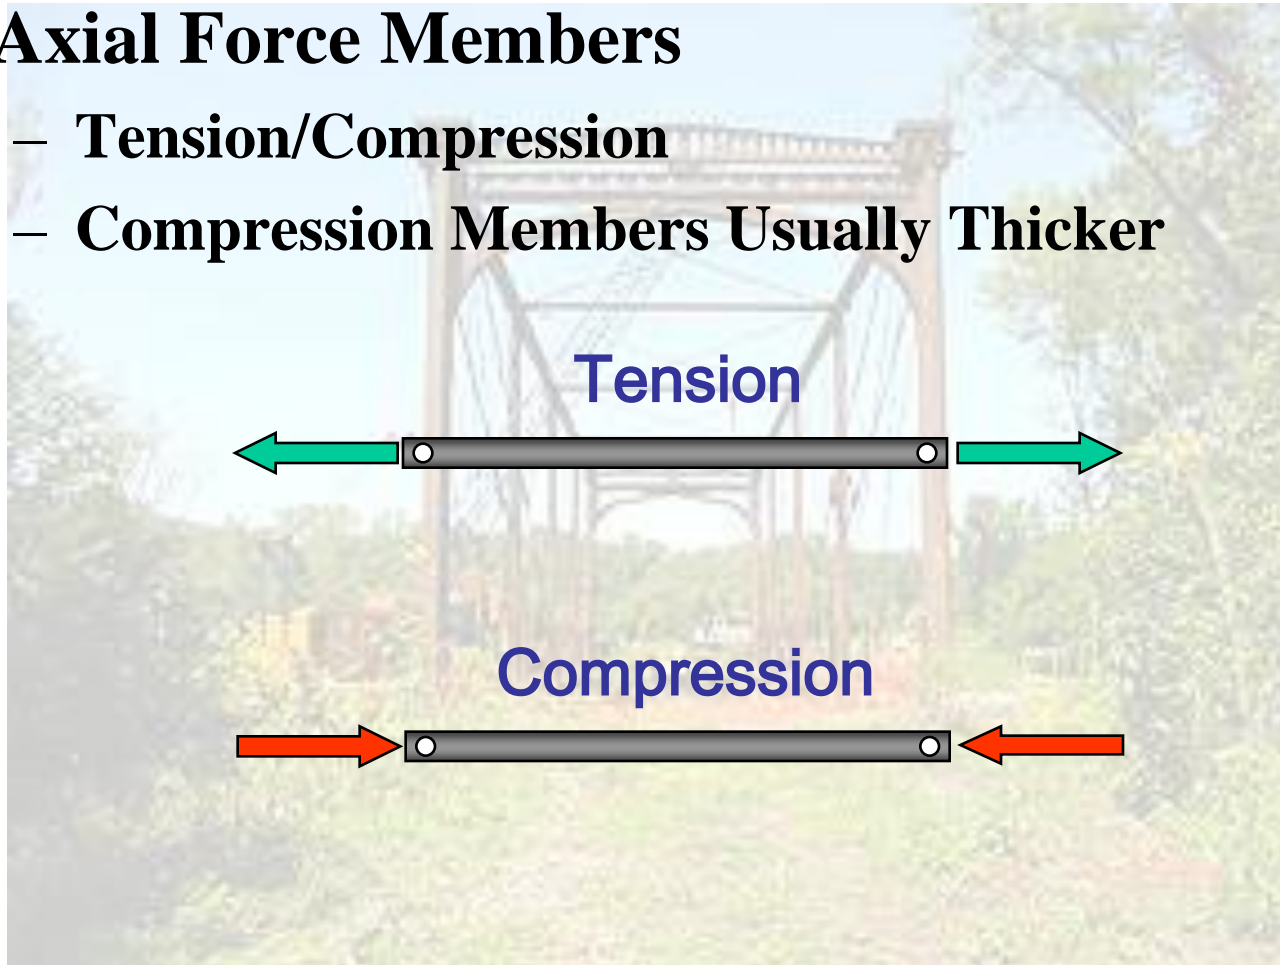 Axial Force Members
– Tension/Compression
– Compression Members Usually Thicker
Tension
Compression